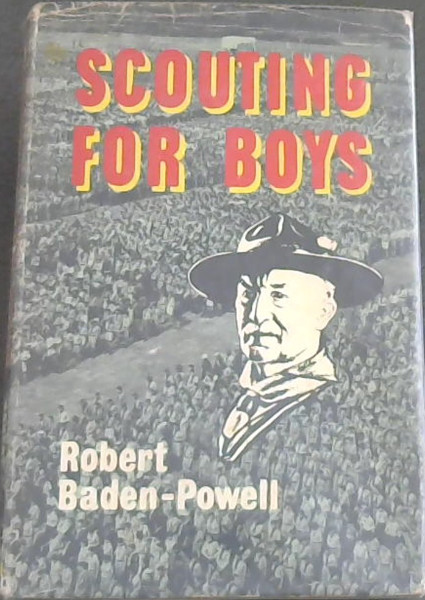 SCOUTING
FOR BOYS
Robert
Baden-Powell